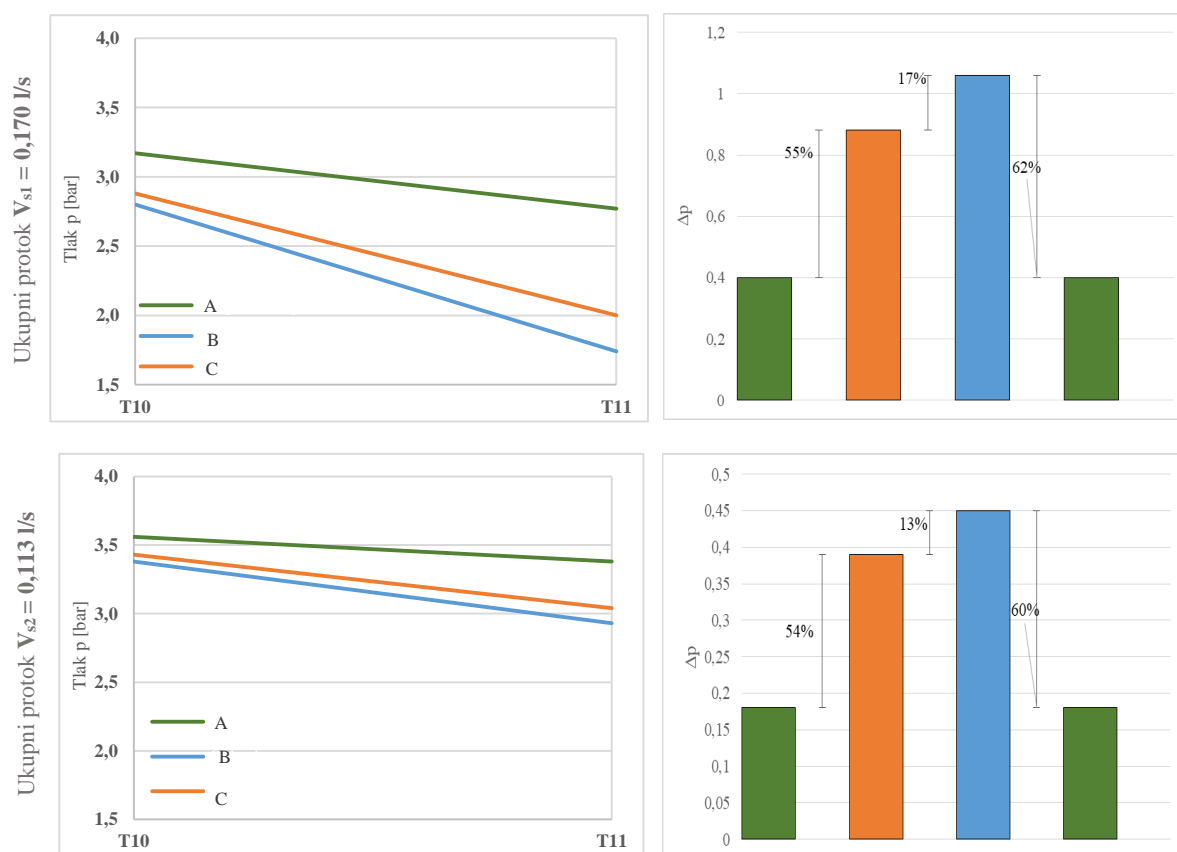 Ukupni protok Vs1 = 0,170 l/s
Tlak p [bar]
4,0
3,5
3,0
2,5
2,0
1,5
T10
T11
A
B
C
Δp
1,2
1
0,8
0,6
0,4
0,2
0
55%
17%
62%
Ukupni protok Vs2 = 0,113 l/s
Tlak p [bar]
4,0
3,5
3,0
2,5
2,0
1,5
T10
T11
A
B
C
Δp
0,5
0,45
0,4
0,35
0,3
0,25
0,2
0,15
0,1
0,05
0
54%
13%
60%